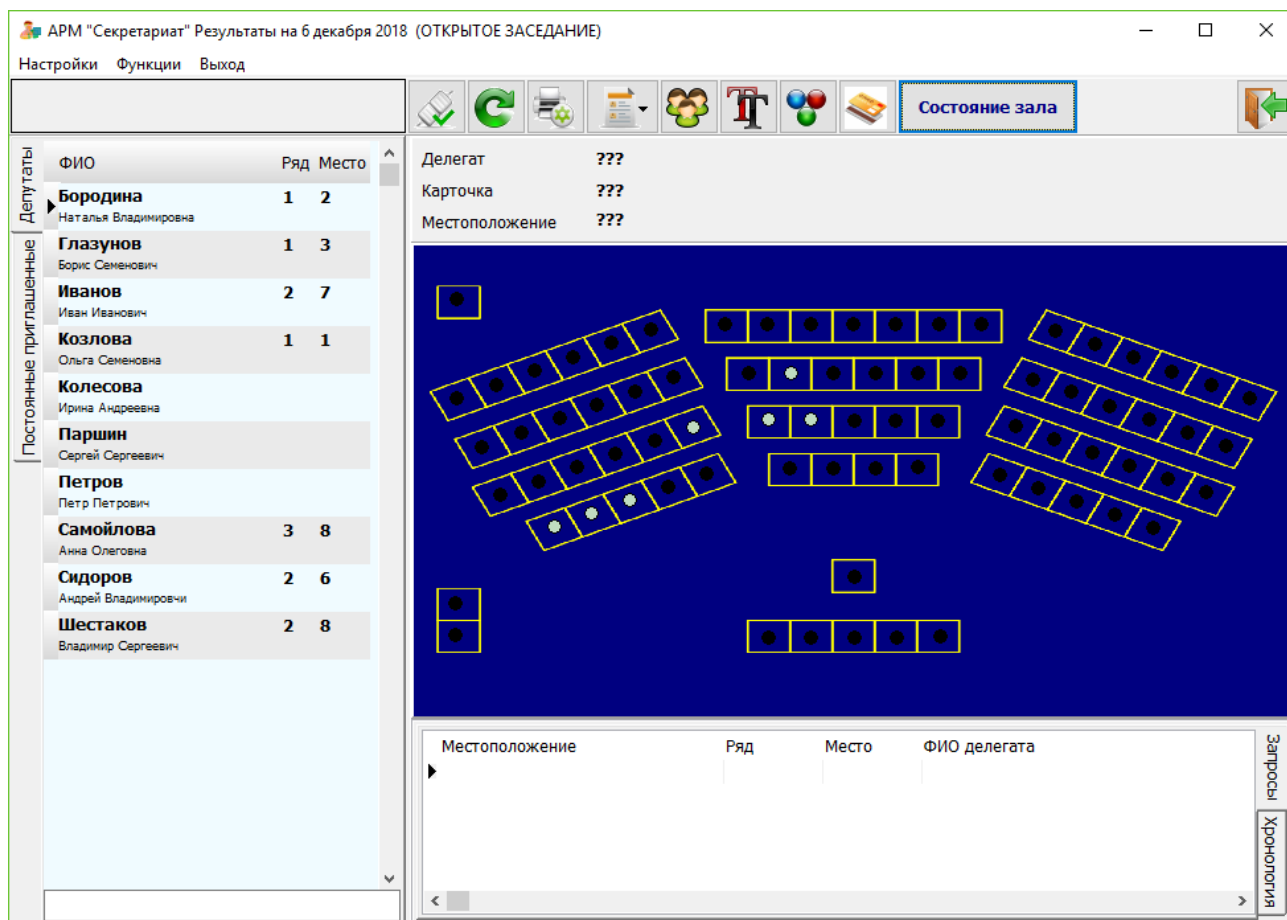 АРМ "Секретариат" Результаты на 6 декабря 2018 (ОТКРЫТОЕ ЗАСЕДАНИЕ)
Настройки Функции Выход
Состояние зала
Депутаты
Постоянные приглашенные
ФИО Ряд Место
Бородина 1 2
Наталья Владимировна
Глазунов 1 3
Борис Семенович
Иванов 2 7
Иван Иванович
Козлова 1 1
Ольга Семеновна
Колесова
Ирина Андреевна
Паршин
Сергей Сергеевич
Петров
Петр Петрович
Самойлова 3 8
Анна Олеговна
Сидоров 2 6
Андрей Владимировчи
Шестаков 2 8
Владимир Сергеевич
Делегат ???
Карточка ???
Местоположение ???
Местоположение Ряд Место ФИО делегата
Запросы
Хронология